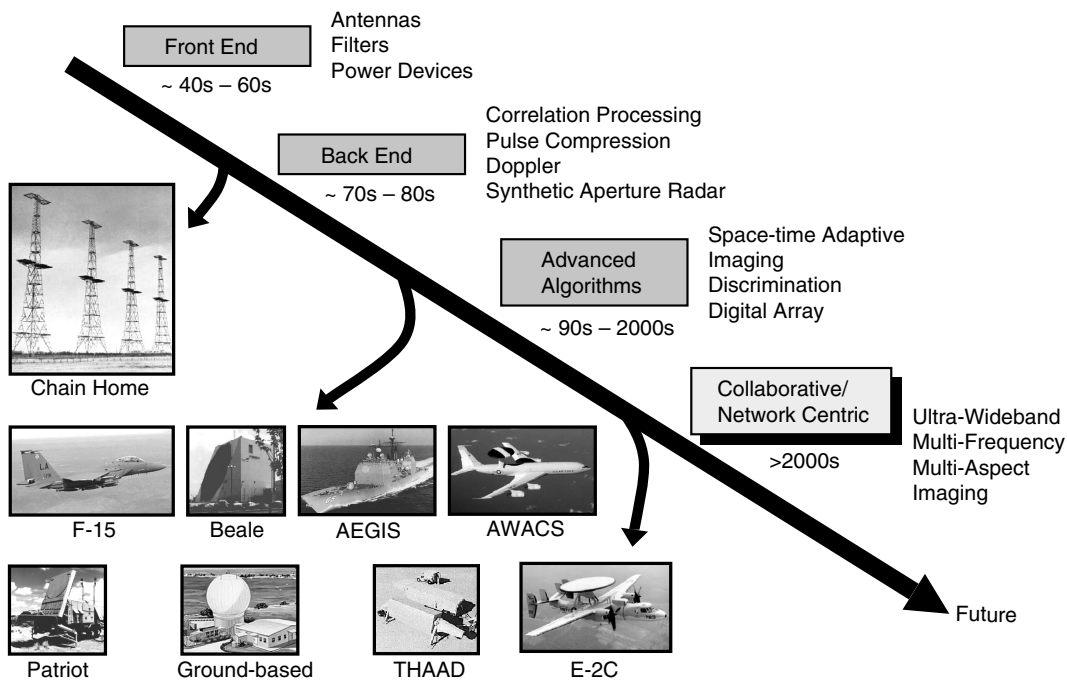 Front End
~ 40s – 60s
Antennas
Filters
Power Devices
Back End
~ 70s – 80s
Correlation Processing
Pulse Compression
Doppler
Synthetic Aperture Radar
Advanced
Algorithms
~ 90s – 2000s
Space-time Adaptive
Imaging
Discrimination
Digital Array
Collaborative/
Network Centric
>2000s
Ultra-Wideband
Multi-Frequency
Multi-Aspect
Imaging
Future
Chain Home
LA
F-15
Beale
AEGIS
AWACS
Patriot
Ground-based
THAAD
E-2C